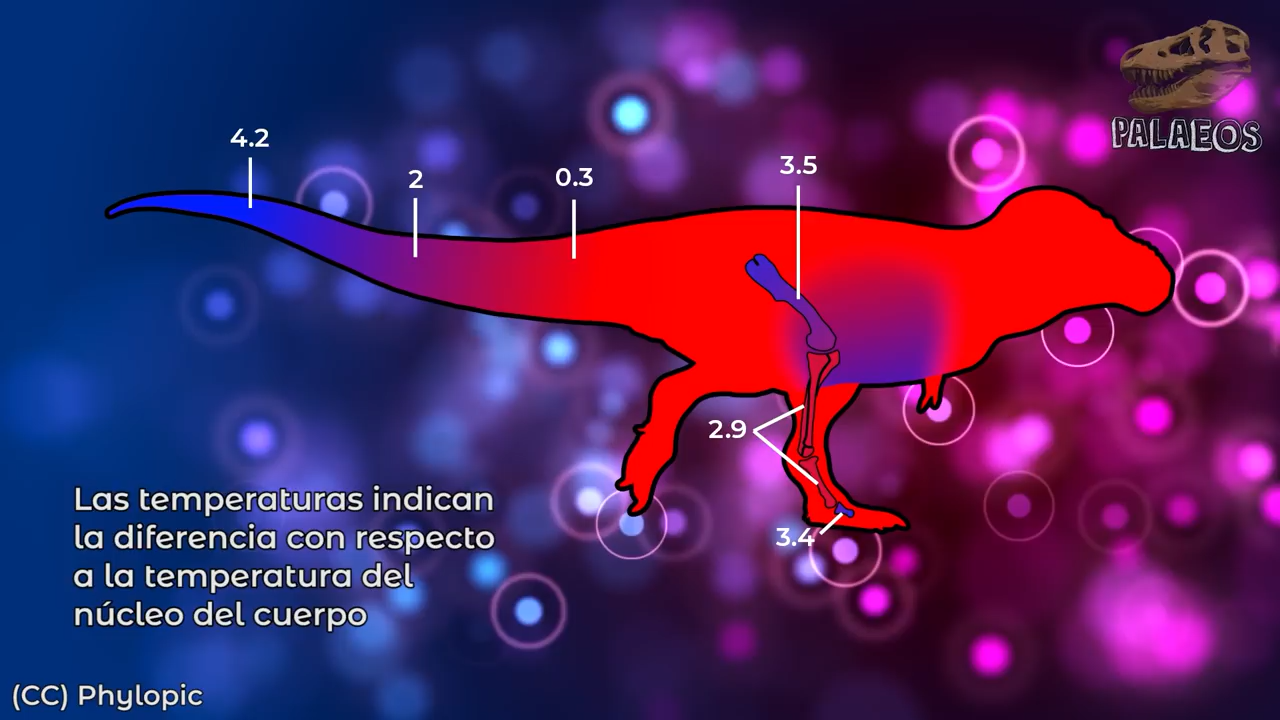 PALAEOS
4.2
2
0.3
3.5
2.9
3.4
Las temperaturas indican
la diferencia con respecto
a la temperatura del
núcleo del cuerpo
(CC) Phylopic